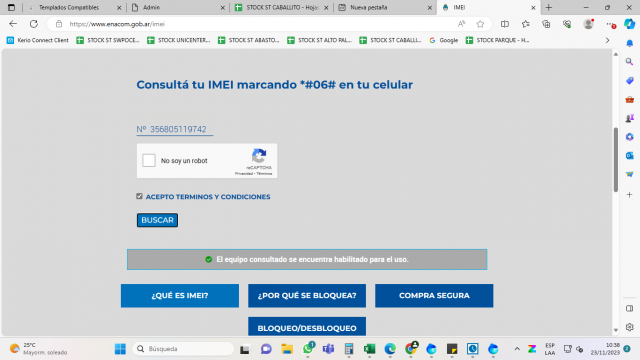 Templados Compatibles
Admin
STOCK ST CABALLITO - Hoja
Nueva pestaña
IMEI
https://www.enacom.gob.ar/imei
Kerio Connect Client
STOCK ST SWPOCE...
STOCK UNICENTER...
STOCK ST ABASTO...
STOCK ST ALTO PAL...
STOCK ST CABALLI...
Google
STOCK PARQUE - H...
Consultá tu IMEI marcando *#06# en tu celular
Nº 356805119742
No soy un robot
reCAPTCHA
Privacidad - Términos
ACEPTO TERMINOS Y CONDICIONES
BUSCAR
El equipo consultado se encuentra habilitado para el uso.
¿QUÉ ES IMEI?
¿POR QUÉ SE BLOQUEA?
COMPRA SEGURA
BLOQUEO/DESBLOQUEO
25°C
Mayorm. soleado
Búsqueda
ESP
LAA
10:58
23/11/2023